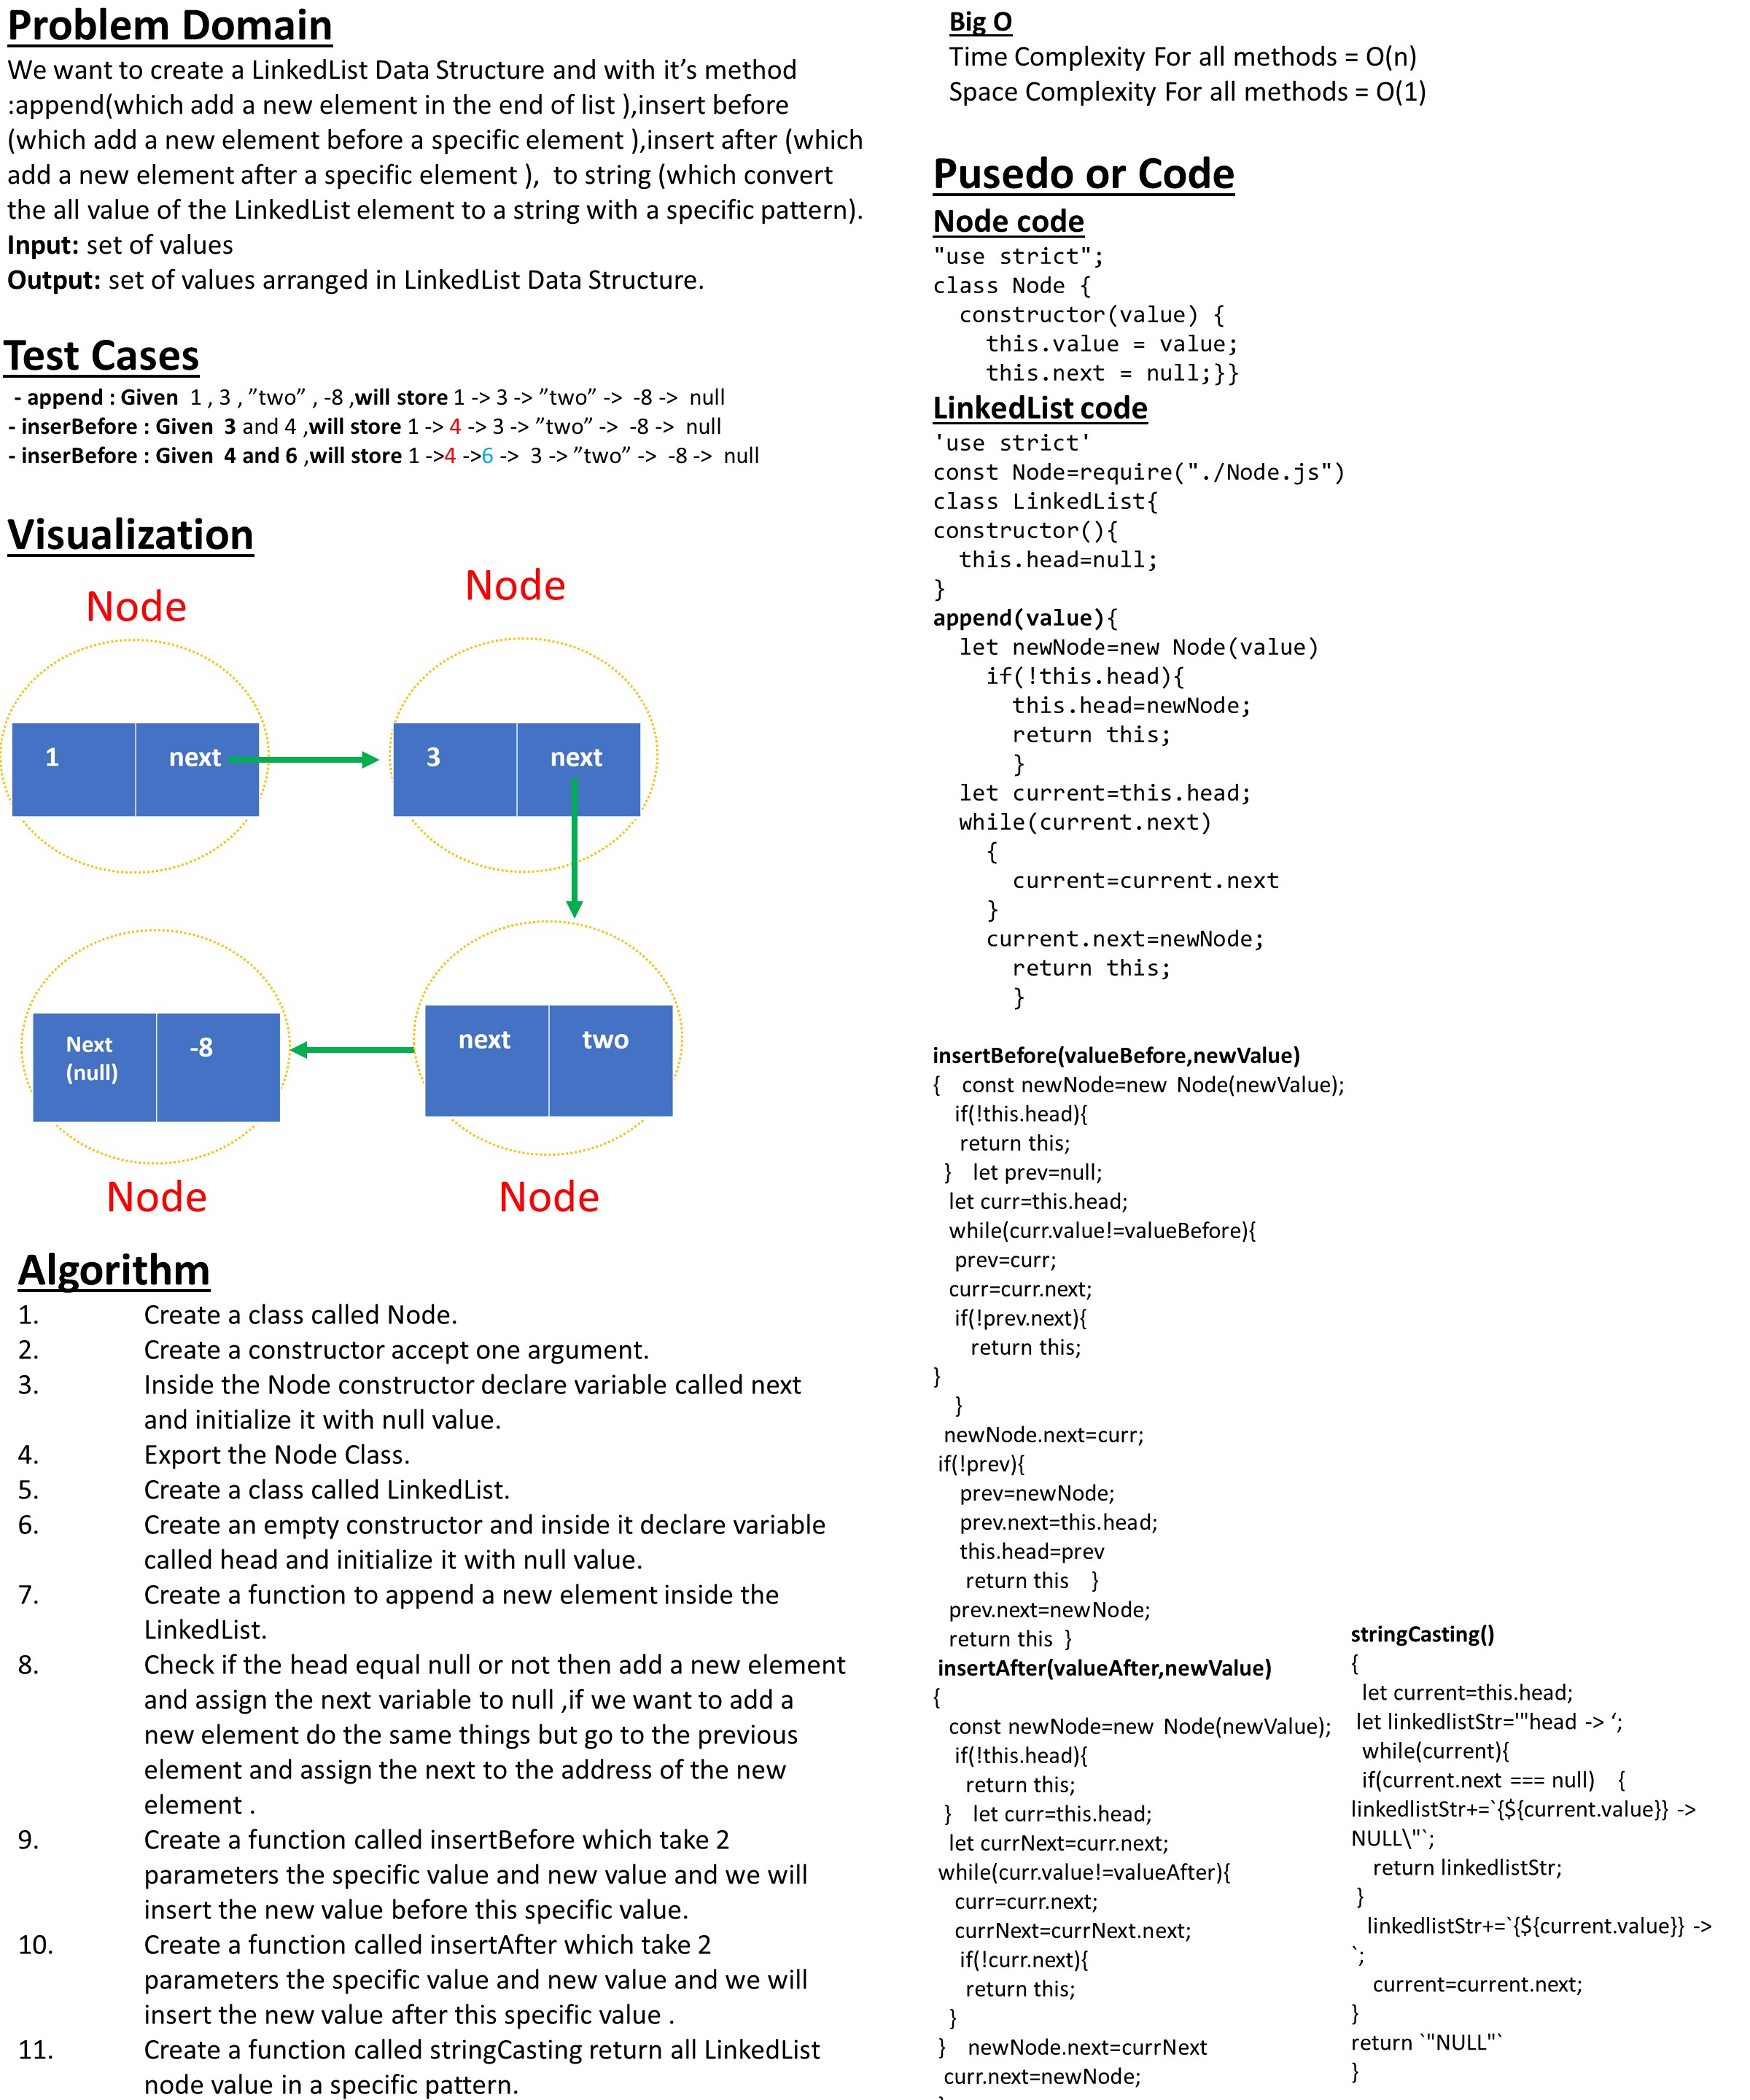 Problem Domain
We want to create a LinkedList Data Structure and with it’s method
:append(which add a new element in the end of list ),insert before
(which add a new element before a specific element ),insert after (which
add a new element after a specific element ),  to string (which convert
the all value of the LinkedList element to a string with a specific pattern).
Input: set of values
Output: set of values arranged in LinkedList Data Structure.
Test Cases
- append : Given  1 , 3 , ”two” , -8 ,will store 1 -> 3 -> ”two” ->  -8 ->  null
- inserBefore : Given  3 and 4 ,will store 1 -> 4 -> 3 -> ”two” ->  -8 ->  null
- inserBefore : Given  4 and 6 ,will store 1 ->4 ->6 ->  3 -> ”two” ->  -8 ->  null
Visualization
Node
Node
1
next
3
next
Next
(null)
-8
next
two
Node
Node
Algorithm
1. Create a class called Node.
2. Create a constructor accept one argument.
3. Inside the Node constructor declare variable called next
and initialize it with null value.
4. Export the Node Class.
5. Create a class called LinkedList.
6. Create an empty constructor and inside it declare variable
called head and initialize it with null value.
7. Create a function to append a new element inside the
LinkedList.
8. Check if the head equal null or not then add a new element
and assign the next variable to null ,if we want to add a
new element do the same things but go to the previous
element and assign the next to the address of the new
element .
9. Create a function called insertBefore which take 2
parameters the specific value and new value and we will
insert the new value before this specific value.
10. Create a function called insertAfter which take 2
parameters the specific value and new value and we will
insert the new value after this specific value .
11. Create a function called stringCasting return all LinkedList
node value in a specific pattern.
Big O
Time Complexity For all methods = O(n)
Space Complexity For all methods = O(1)
Pusedo or Code
Node code
"use strict";
class Node {
constructor(value) {
this.value = value;
this.next = null;}}
LinkedList code
'use strict'
const Node=require("./Node.js")
class LinkedList{
constructor(){
this.head=null;
}
append(value){
let newNode=new Node(value)
if(!this.head){
this.head=newNode;
return this;
}
let current=this.head;
while(current.next)
{
current=current.next
}
current.next=newNode;
return this;
}
insertBefore(valueBefore,newValue)
{   const newNode=new Node(newValue);
if(!this.head){
return this;
}   let prev=null;
let curr=this.head;
while(curr.value!=valueBefore){
prev=curr;
curr=curr.next;
if(!prev.next){
return this;
}
}
newNode.next=curr;
if(!prev){
prev=newNode;
prev.next=this.head;
this.head=prev
return this   }
prev.next=newNode;
return this  }
insertAfter(valueAfter,newValue)
{
const newNode=new Node(newValue);
if(!this.head){
return this;
}   let curr=this.head;
let currNext=curr.next;
while(curr.value!=valueAfter){
curr=curr.next;
currNext=currNext.next;
if(!curr.next){
return this;
}
}   newNode.next=currNext
curr.next=newNode;
stringCasting()
{
let current=this.head;
let linkedlistStr='"head -> ‘;
while(current){
if(current.next === null)   {
linkedlistStr+=`{${current.value}} ->
NULL\"`;
return linkedlistStr;
}
linkedlistStr+=`{${current.value}} ->
`;
current=current.next;
}
return `"NULL"`
}